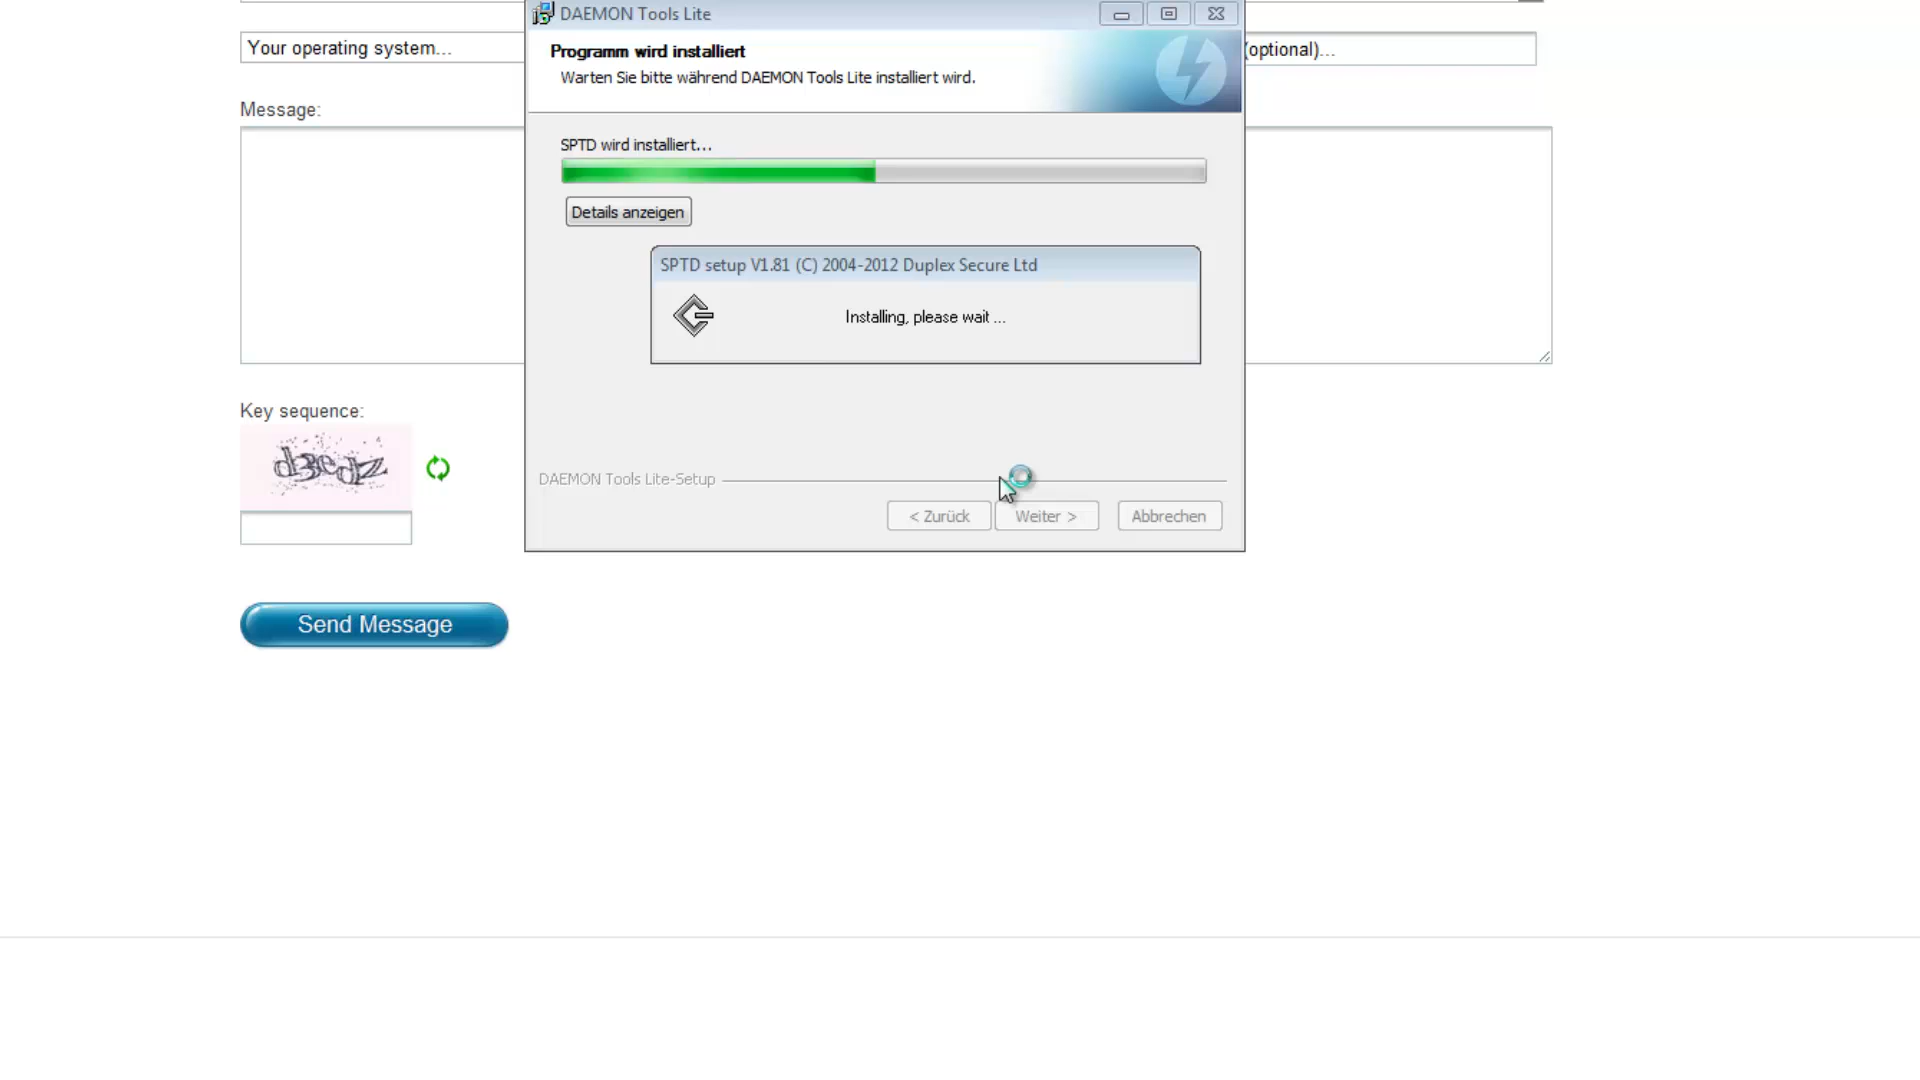 DAEMON Tools Lite
Programm wird installiert
Warten Sie bitte während DAEMON Tools Lite installiert wird.
Your operating system...
(optional)...
Message:
SPTD wird installiert...
Details anzeigen
SPTD setup V1.81 (C) 2004-2012 Duplex Secure Ltd
Installing, please wait ...
Key sequence:
DAEMON Tools Lite-Setup
< Zurück
Weiter >
Abbrechen
Send Message